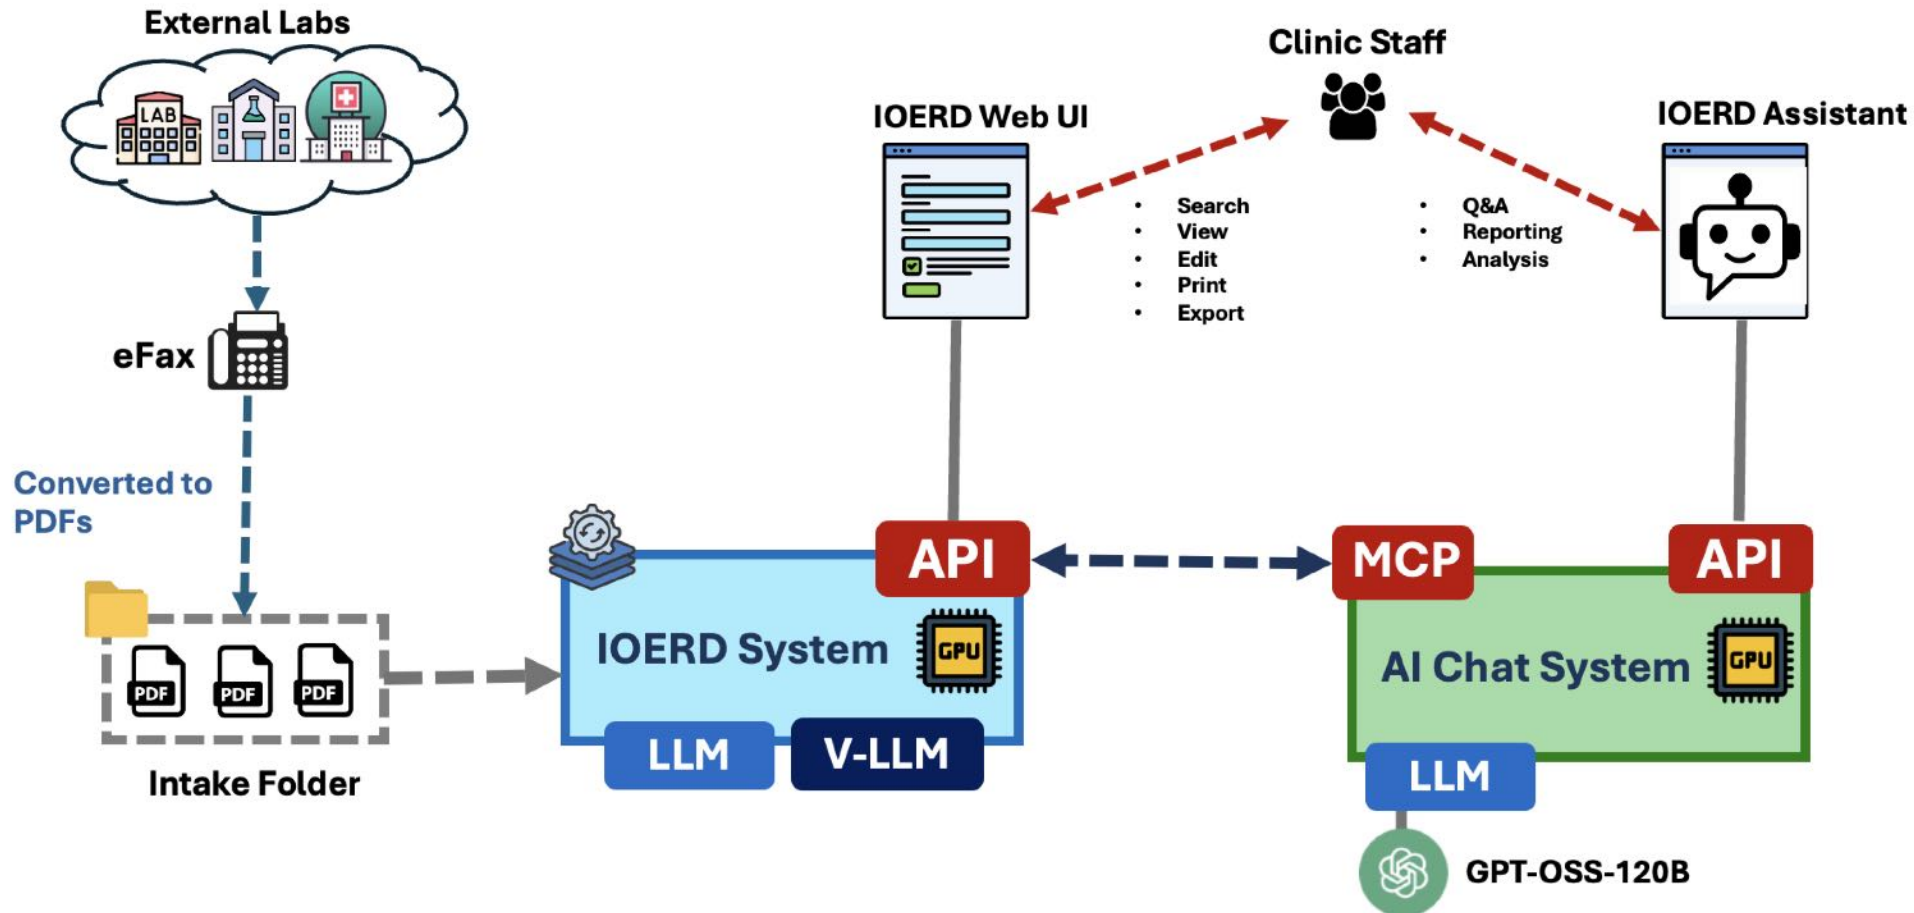 External Labs
LAB
eFax
Converted to
PDFs
PDF
PDF
PDF
Intake Folder
Clinic Staff
IOERD Web UI
IOERD Assistant
• Search
• View
• Edit
• Print
• Export
• Q&A
• Reporting
• Analysis
API
MCP
API
IOERD System
GPU
AI Chat System
GPU
LLM
V-LLM
LLM
GPT-OSS-120B